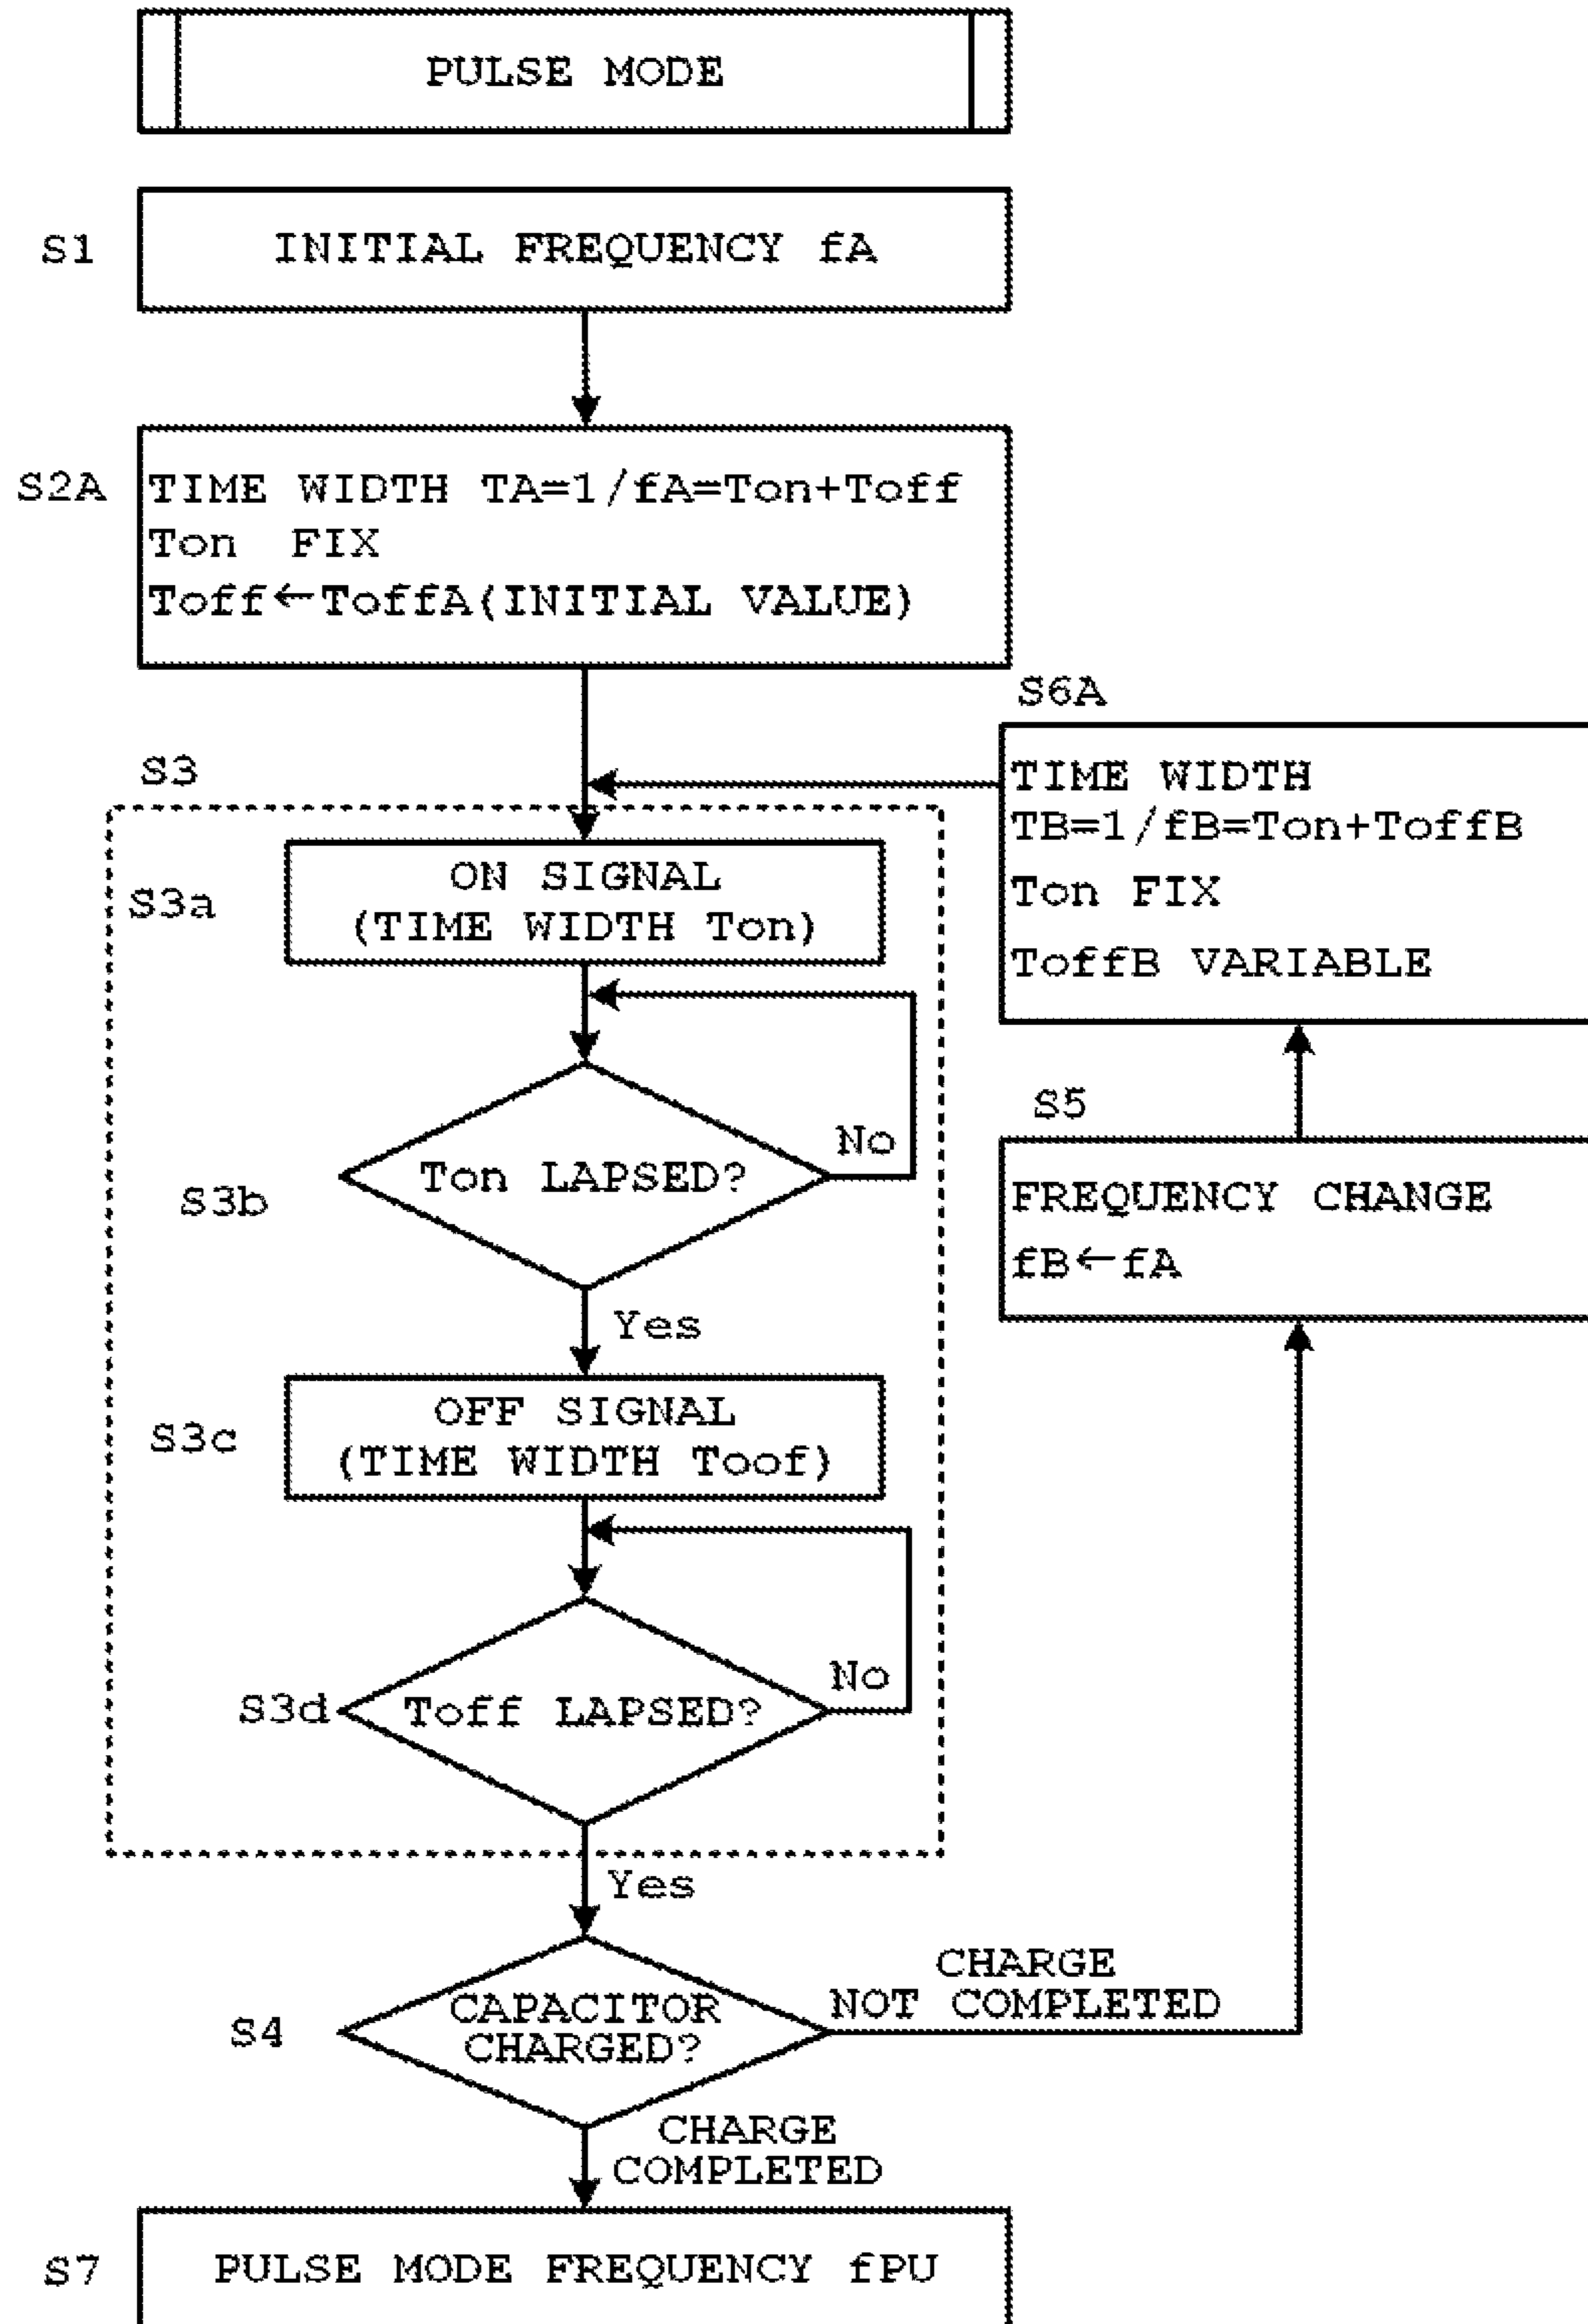 PULSE MODE
S1
INITIAL FREQUENCY fA
S2A
TIME WIDTH TA=1/fA=Ton+Toff
Ton FIX
Toff←ToffA(INITIAL VALUE)
S6A
TIME WIDTH
TB=1/fB=Ton+ToffB
Ton FIX
ToffB VARIABLE
S3
S3a
ON SIGNAL
(TIME WIDTH Ton)
S3b
Ton LAPSED?
No
Yes
S5
FREQUENCY CHANGE
fB←fA
S3c
OFF SIGNAL
(TIME WIDTH Toof)
S3d
Toff LAPSED?
No
Yes
S4
CAPACITOR
CHARGED?
CHARGE
NOT COMPLETED
CHARGE
COMPLETED
S7
PULSE MODE FREQUENCY fPU